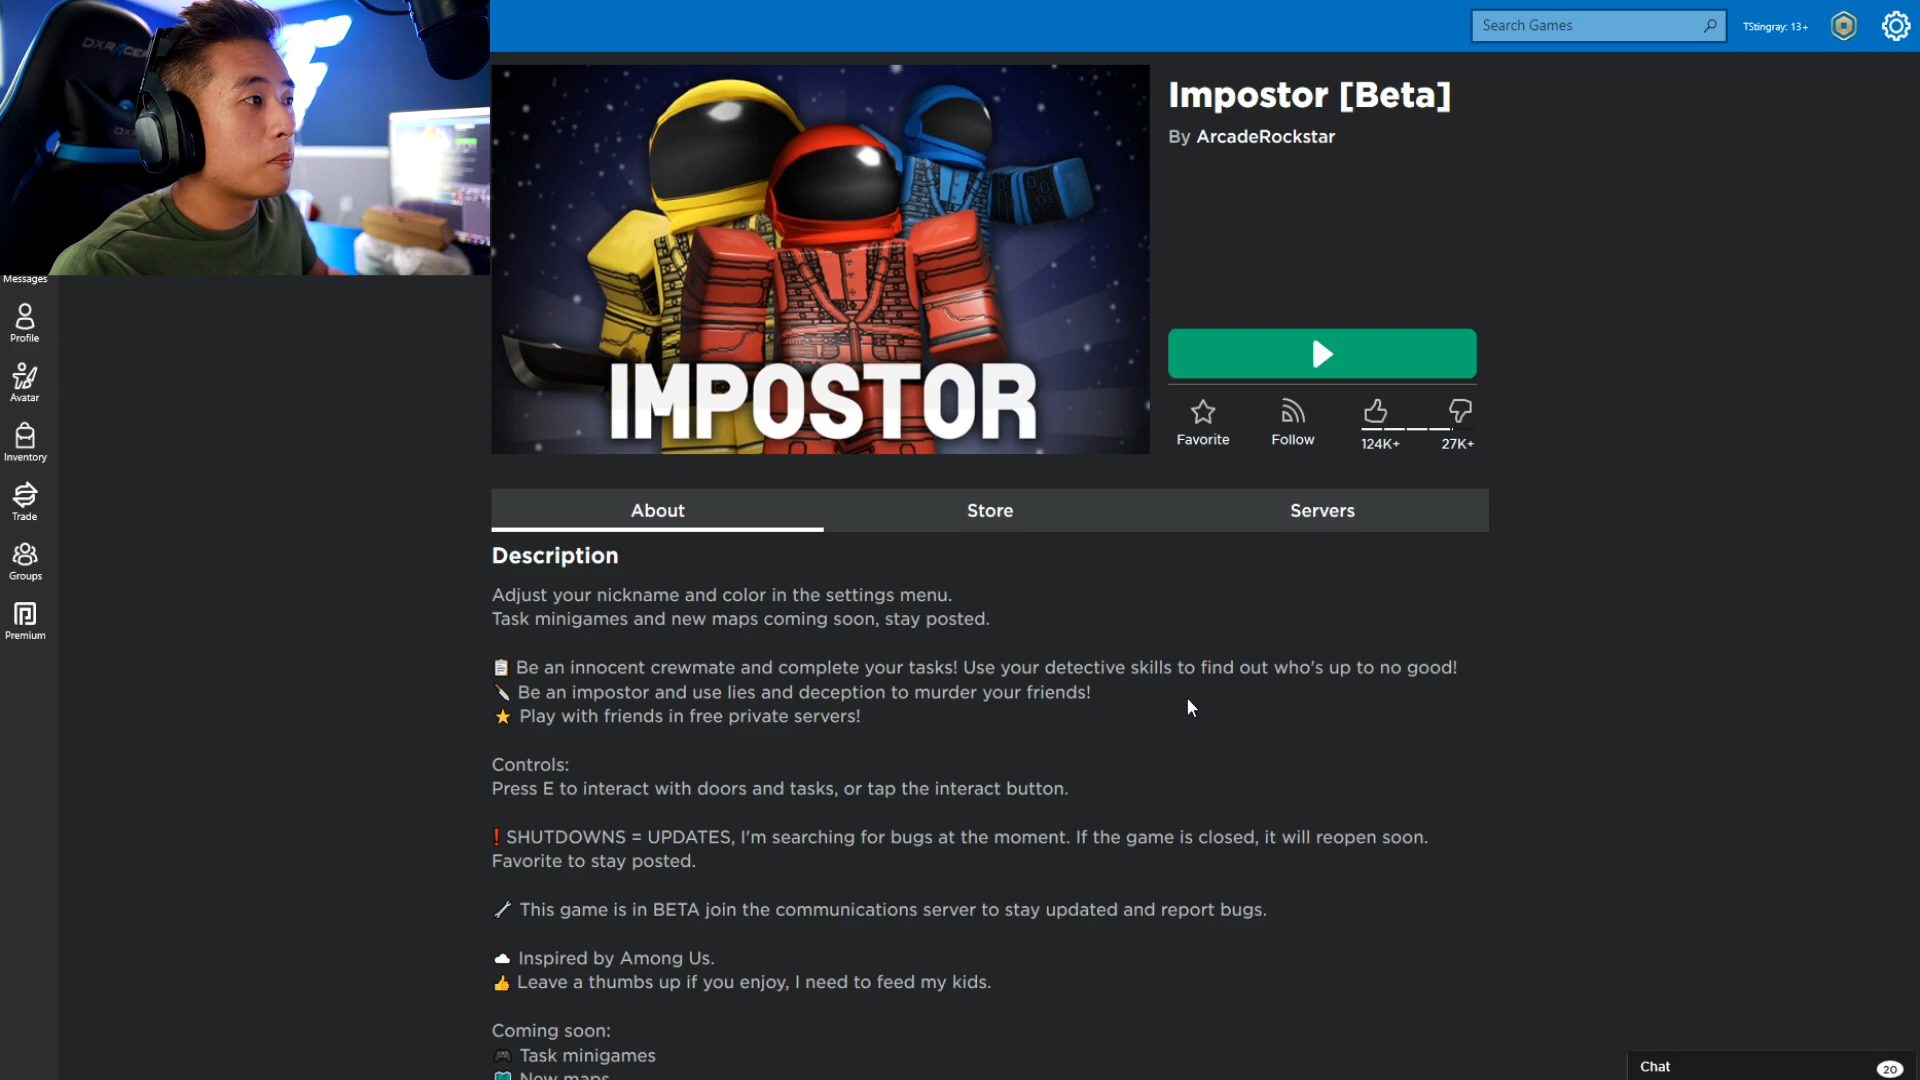 DXRACER
DX
Search Games
TStingray: 13+
Messages
Profile
Avatar
Inventory
Trade
Groups
Premium
IMPOSTOR
Impostor [Beta]
By ArcadeRockstar
Favorite
Follow
124K+
27K+
About
Store
Servers
Description
Adjust your nickname and color in the settings menu.
Task minigames and new maps coming soon, stay posted.
📋 Be an innocent crewmate and complete your tasks! Use your detective skills to find out who's up to no good!
🔪 Be an impostor and use lies and deception to murder your friends!
⭐ Play with friends in free private servers!
Controls:
Press E to interact with doors and tasks, or tap the interact button.
❗ SHUTDOWNS = UPDATES, I'm searching for bugs at the moment. If the game is closed, it will reopen soon.
Favorite to stay posted.
🔧 This game is in BETA join the communications server to stay updated and report bugs.
☁️ Inspired by Among Us.
👍 Leave a thumbs up if you enjoy, I need to feed my kids.
Coming soon:
🎮 Task minigames
🗺️ New maps
Chat
20